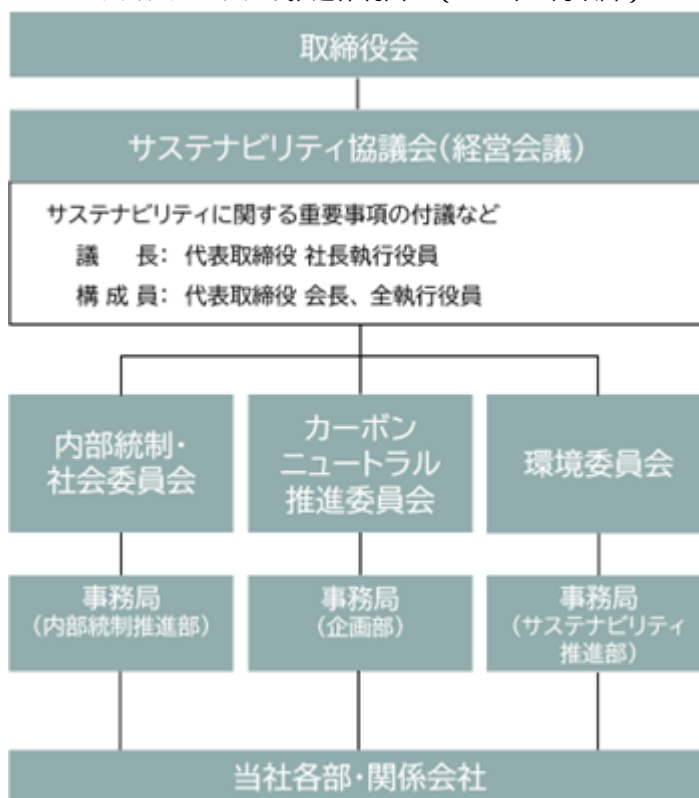 取締役会
サステナビリティ協議会(経営会議)
サステナビリティに関する重要事項の付議など
議　長: 代表取締役 社長執行役員
構成員: 代表取締役 会長、全執行役員
内部統制・
社会委員会
カーボン
ニュートラル
推進委員会
環境委員会
事務局
(内部統制推進部)
事務局
(企画部)
事務局
(サステナビリティ
推進部)
当社各部・関係会社